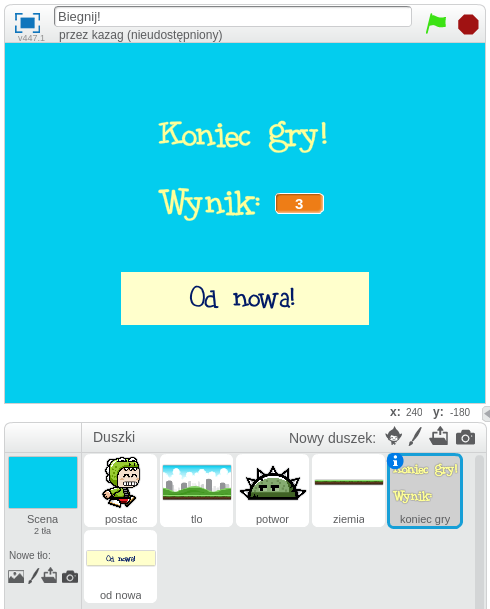 Biegnij!
v447.1
przez kazag (nieudostępniony)
Koniec gry!
Wynik: 3
Od nowa!
x: 240 y: -180
Duszki
Nowy duszek:
Scena
2 tła
Nowe tło:
postac
tlo
potwor
ziemia
Koniec gry!
Wynik:
koniec gry
Od nowa!
od nowa